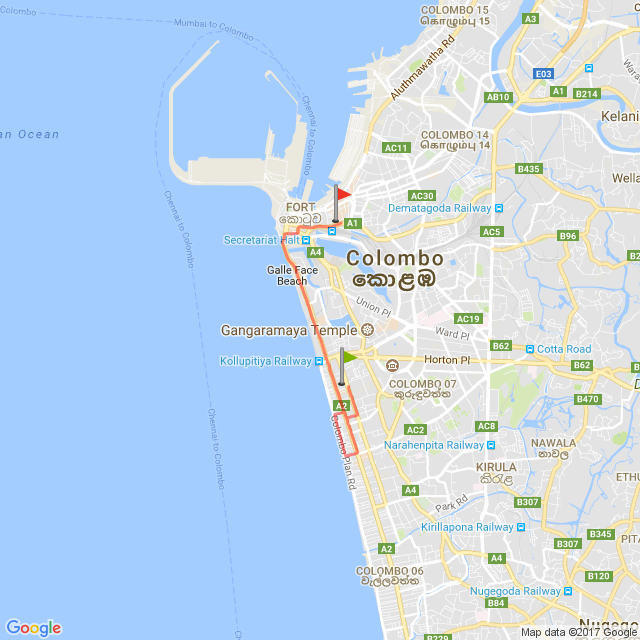 Colombo
Mumbai to Colombo
COLOMBO 15
කොළඹ 15
Aluthmawatha Rd
A3
E03
A1
B214
AB10
Kelani
an Ocean
Chennai to Colombo
COLOMBO 14
කොළඹ 14
AC11
B435
Wella
FORT
කොටුව
AC30
Dematagoda Railway
A1
AC5
B96
Secretariat Halt
A4
Colombo
කොළඹ
Galle Face
Beach
Union Pl
AC19
Ward Pl
Gangaramaya Temple
B62
Cotta Road
Kollupitiya Railway
Horton Pl
B62
COLOMBO 07
කුරුඳුවත්ත
B470
A2
Colombo Plan Rd
AC2
AC8
Narahenpita Railway
NAWALA
නාවල
KIRULA
කිරුළ
ETHU
A4
Park Rd
B307
B307
Kirillapona Railway
B345
PITA
A2
A4
COLOMBO 06
වැල්ලවත්ත
B120
Nugegoda Railway
B84
B229
Nugego
Chennai to Colombo
Google
Map data ©2017 Google